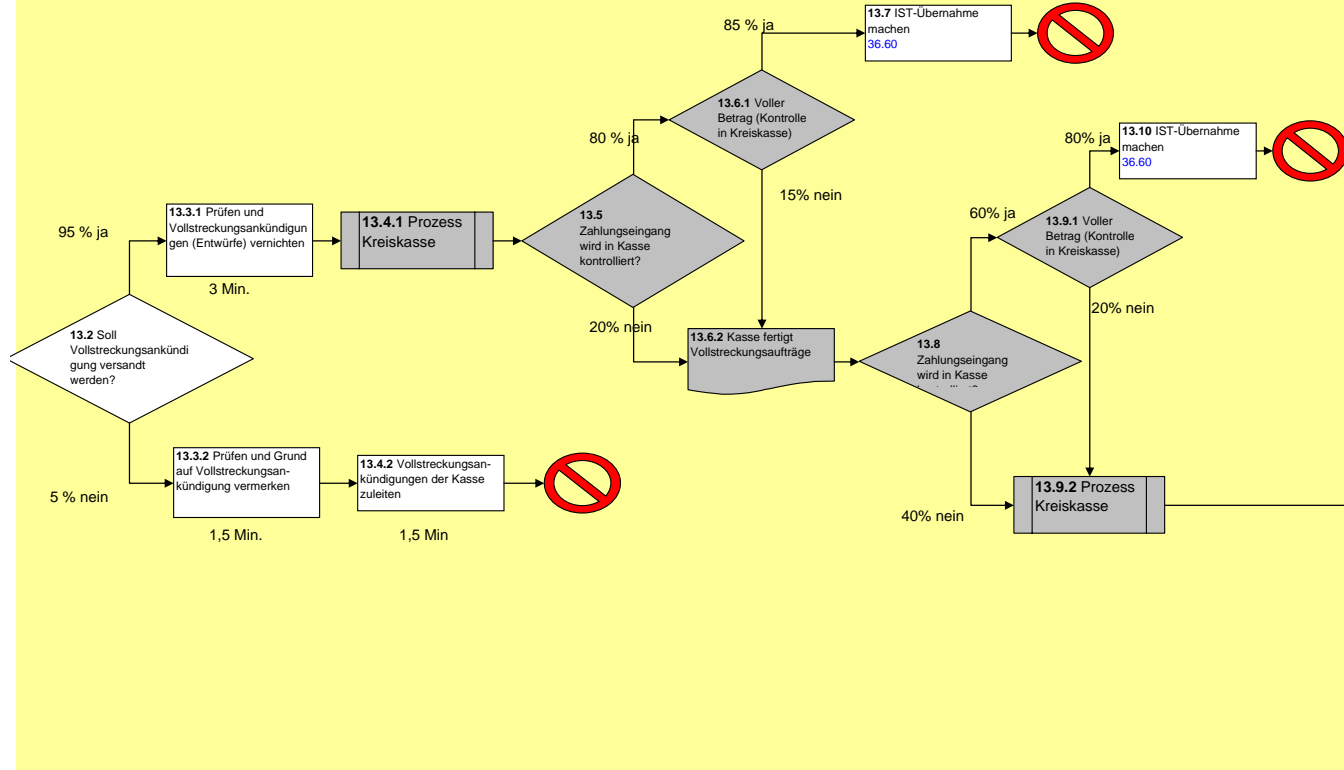 85 % ja
13.7 IST-Übernahme
machen
36.60
13.6.1 Voller
Betrag (Kontrolle
in Kreiskasse)
80 % ja
15% nein
13.10 IST-Übernahme
machen
36.60
80% ja
13.9.1 Voller
Betrag (Kontrolle
in Kreiskasse)
60% ja
20% nein
95 % ja
13.3.1 Prüfen und
Vollstreckungsankündigun
gen (Entwürfe) vernichten
3 Min.
13.4.1 Prozess
Kreiskasse
13.5
Zahlungseingang
wird in Kasse
kontrolliert?
20% nein
13.6.2 Kasse fertigt
Vollstreckungsaufträge
13.8
Zahlungseingang
wird in Kasse
13.2 Soll
Vollstreckungsankündi
gung versandt
werden?
5 % nein
13.3.2 Prüfen und Grund
auf Vollstreckungsan-
kündigung vermerken
1,5 Min.
13.4.2 Vollstreckungsan-
kündigungen der Kasse
zuleiten
1,5 Min
40% nein
13.9.2 Prozess
Kreiskasse